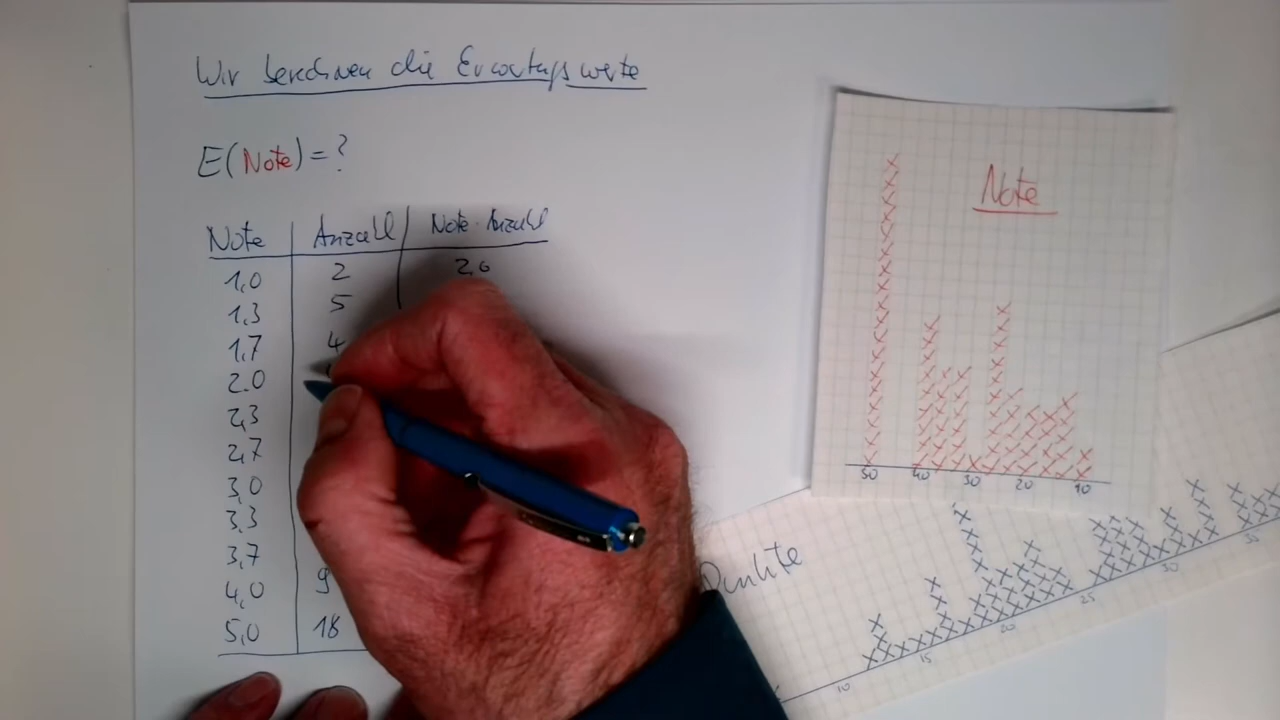 Wir berechnen die Erwartungswerte
E(Note) = ?
Note Anzahl Note · Anzahl
1,0 2 2,0
1,3 5
1,7 4
2.0
2,3
2,7
3,0
3,3
3,7
4,0 9
5,0 18
Note
50 40 30 20 10
Punkte
10 15 20 25 30 35